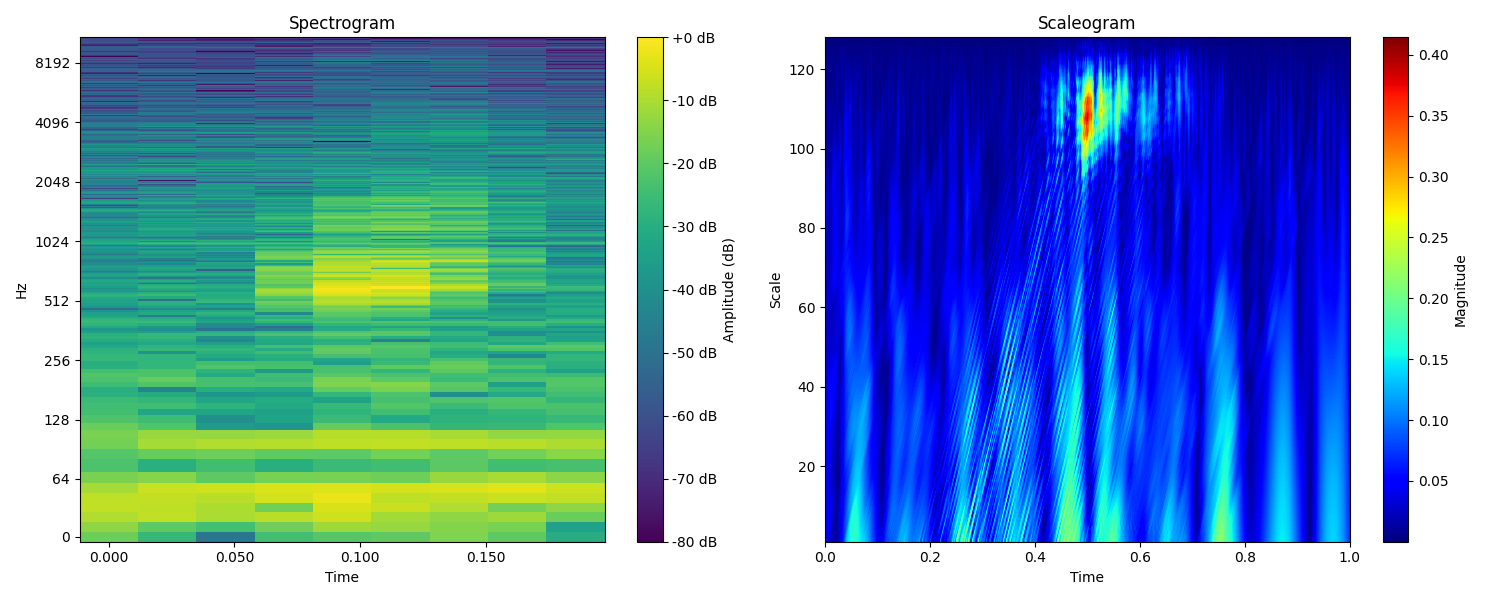 Spectrogram
Hz
8192
4096
2048
1024
512
256
128
64
0
0.000 0.050 0.100 0.150
Time
+0 dB
-10 dB
-20 dB
-30 dB
-40 dB
-50 dB
-60 dB
-70 dB
-80 dB
Amplitude (dB)
Scaleogram
Scale
120
100
80
60
40
20
0.0 0.2 0.4 0.6 0.8 1.0
Time
0.40
0.35
0.30
0.25
0.20
0.15
0.10
0.05
Magnitude